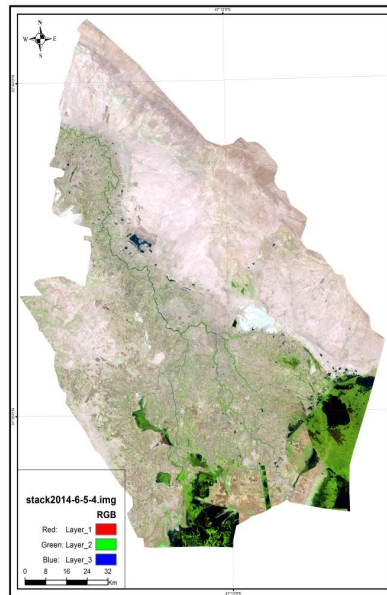 N
W E
S
stack2014-6-5-4.img
RGB
Red: Layer_1
Green: Layer_2
Blue: Layer_3
0 8 16 24 32
Km